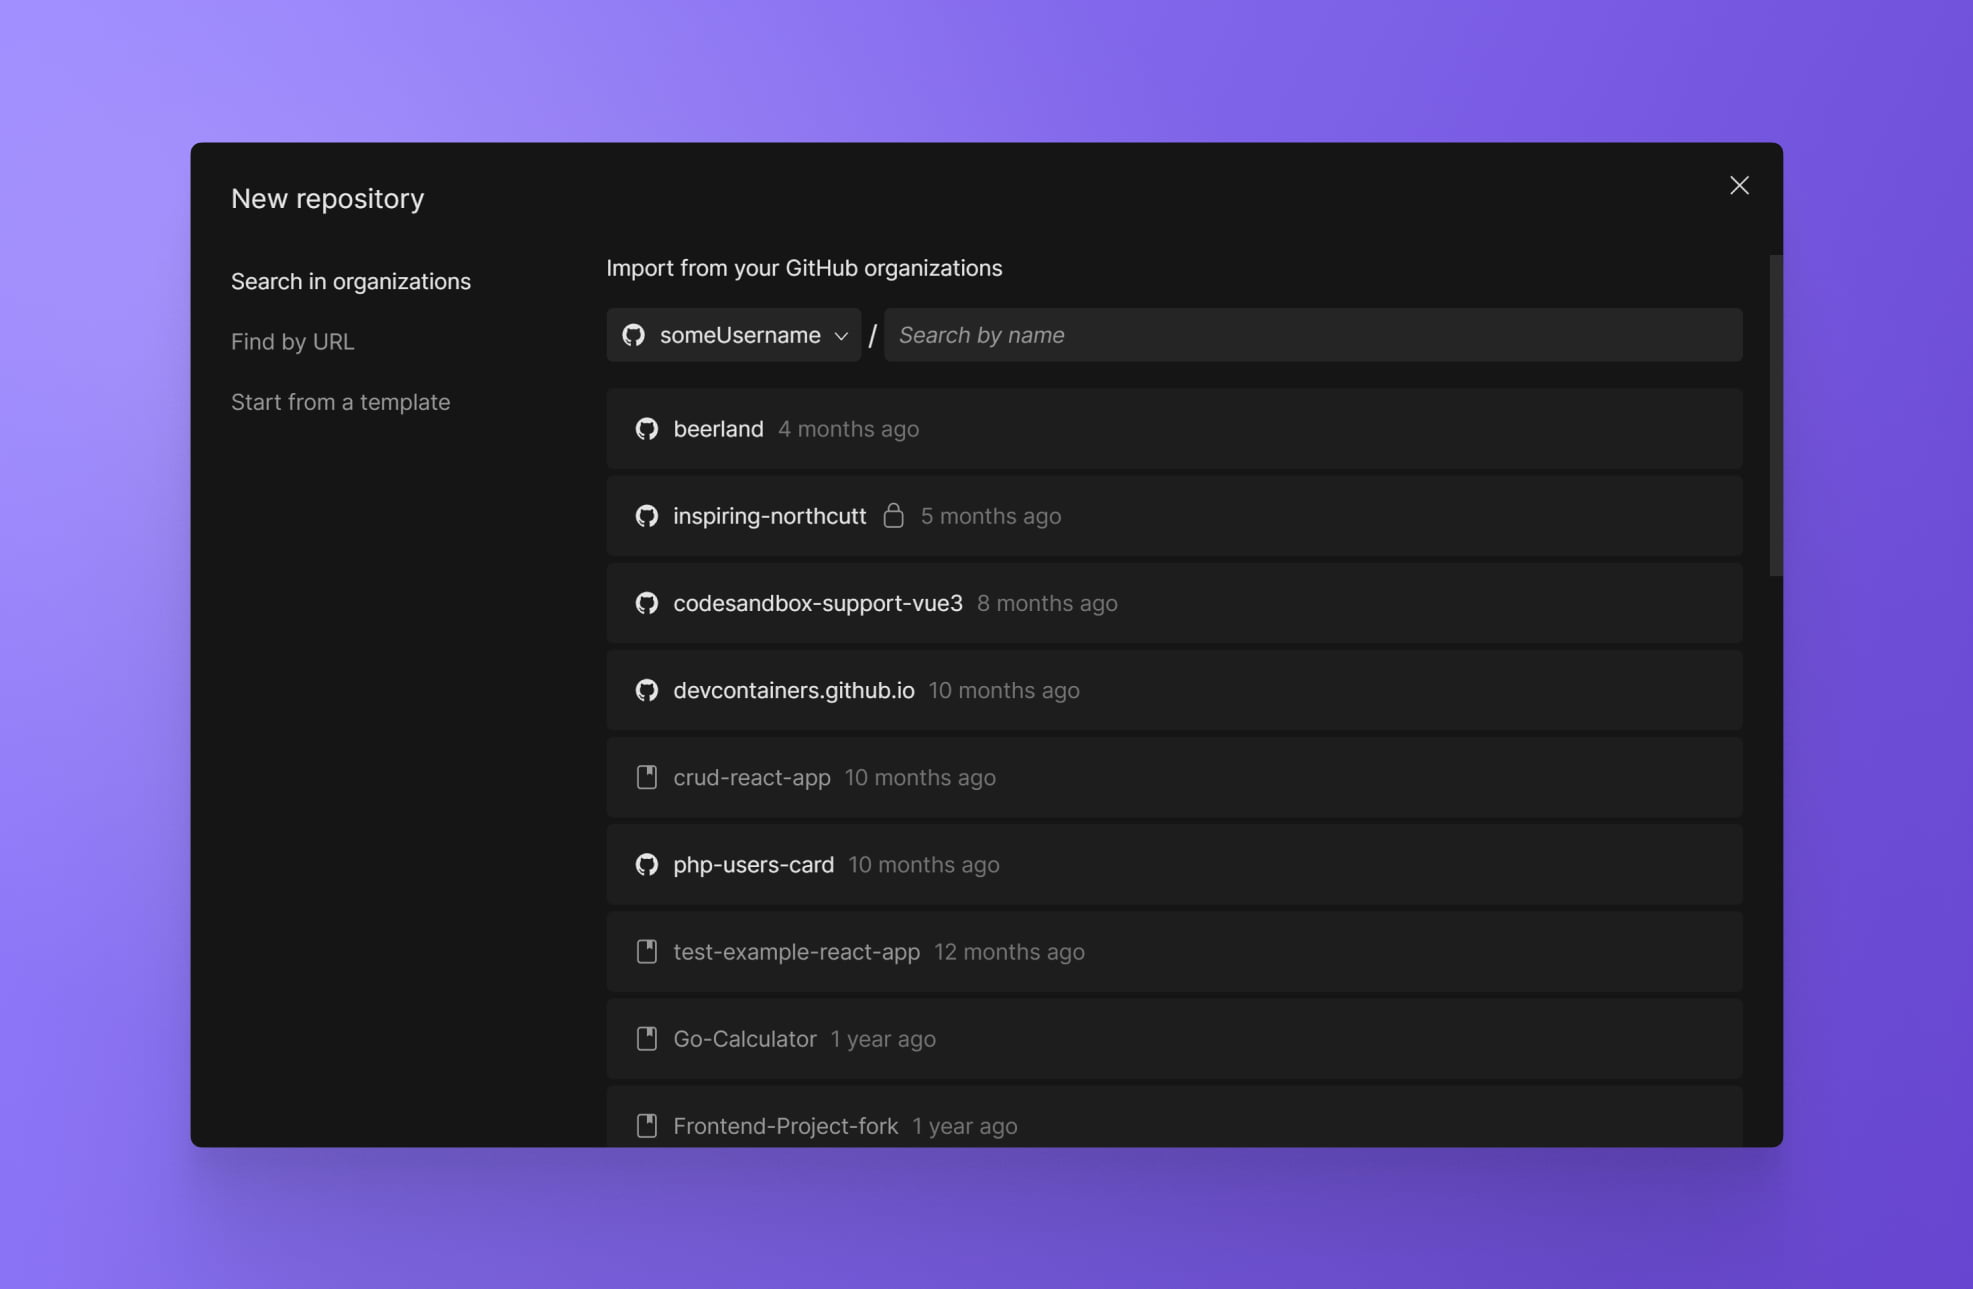 New repository
Search in organizations
Find by URL
Start from a template
Import from your GitHub organizations
someUsername / Search by name
beerland 4 months ago
inspiring-northcutt 5 months ago
codesandbox-support-vue3 8 months ago
devcontainers.github.io 10 months ago
crud-react-app 10 months ago
php-users-card 10 months ago
test-example-react-app 12 months ago
Go-Calculator 1 year ago
Frontend-Project-fork 1 year ago